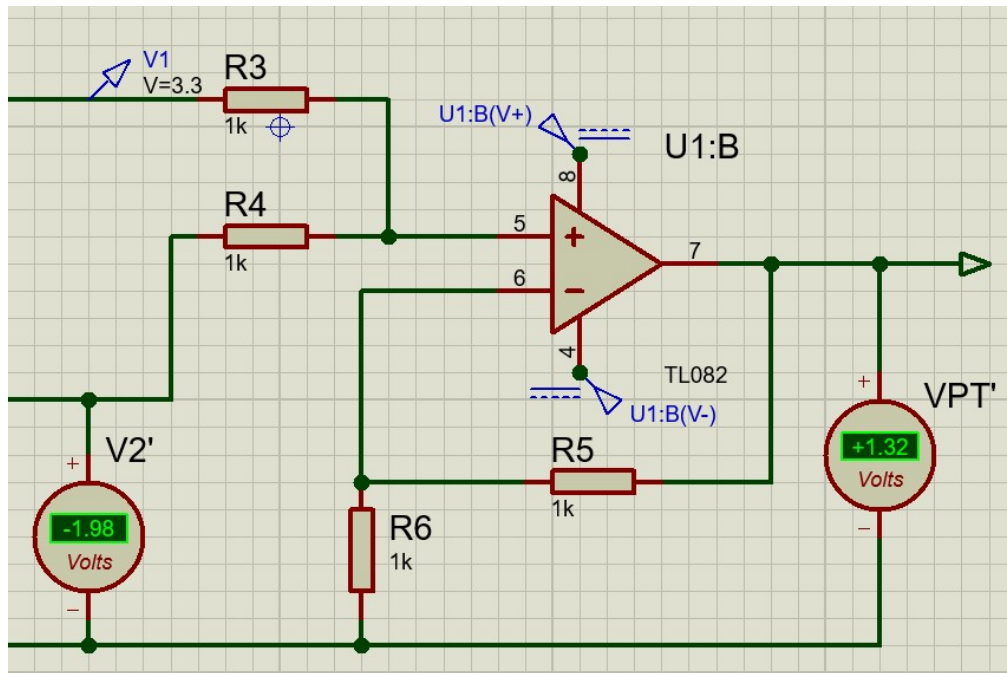 V1
V=3.3
R3
1k
U1:B(V+)
U1:B
8
R4
1k
5
+
7
6
−
4
TL082
U1:B(V-)
V2'
+
-1.98
Volts
−
R5
1k
R6
1k
VPT'
+
+1.32
Volts
−